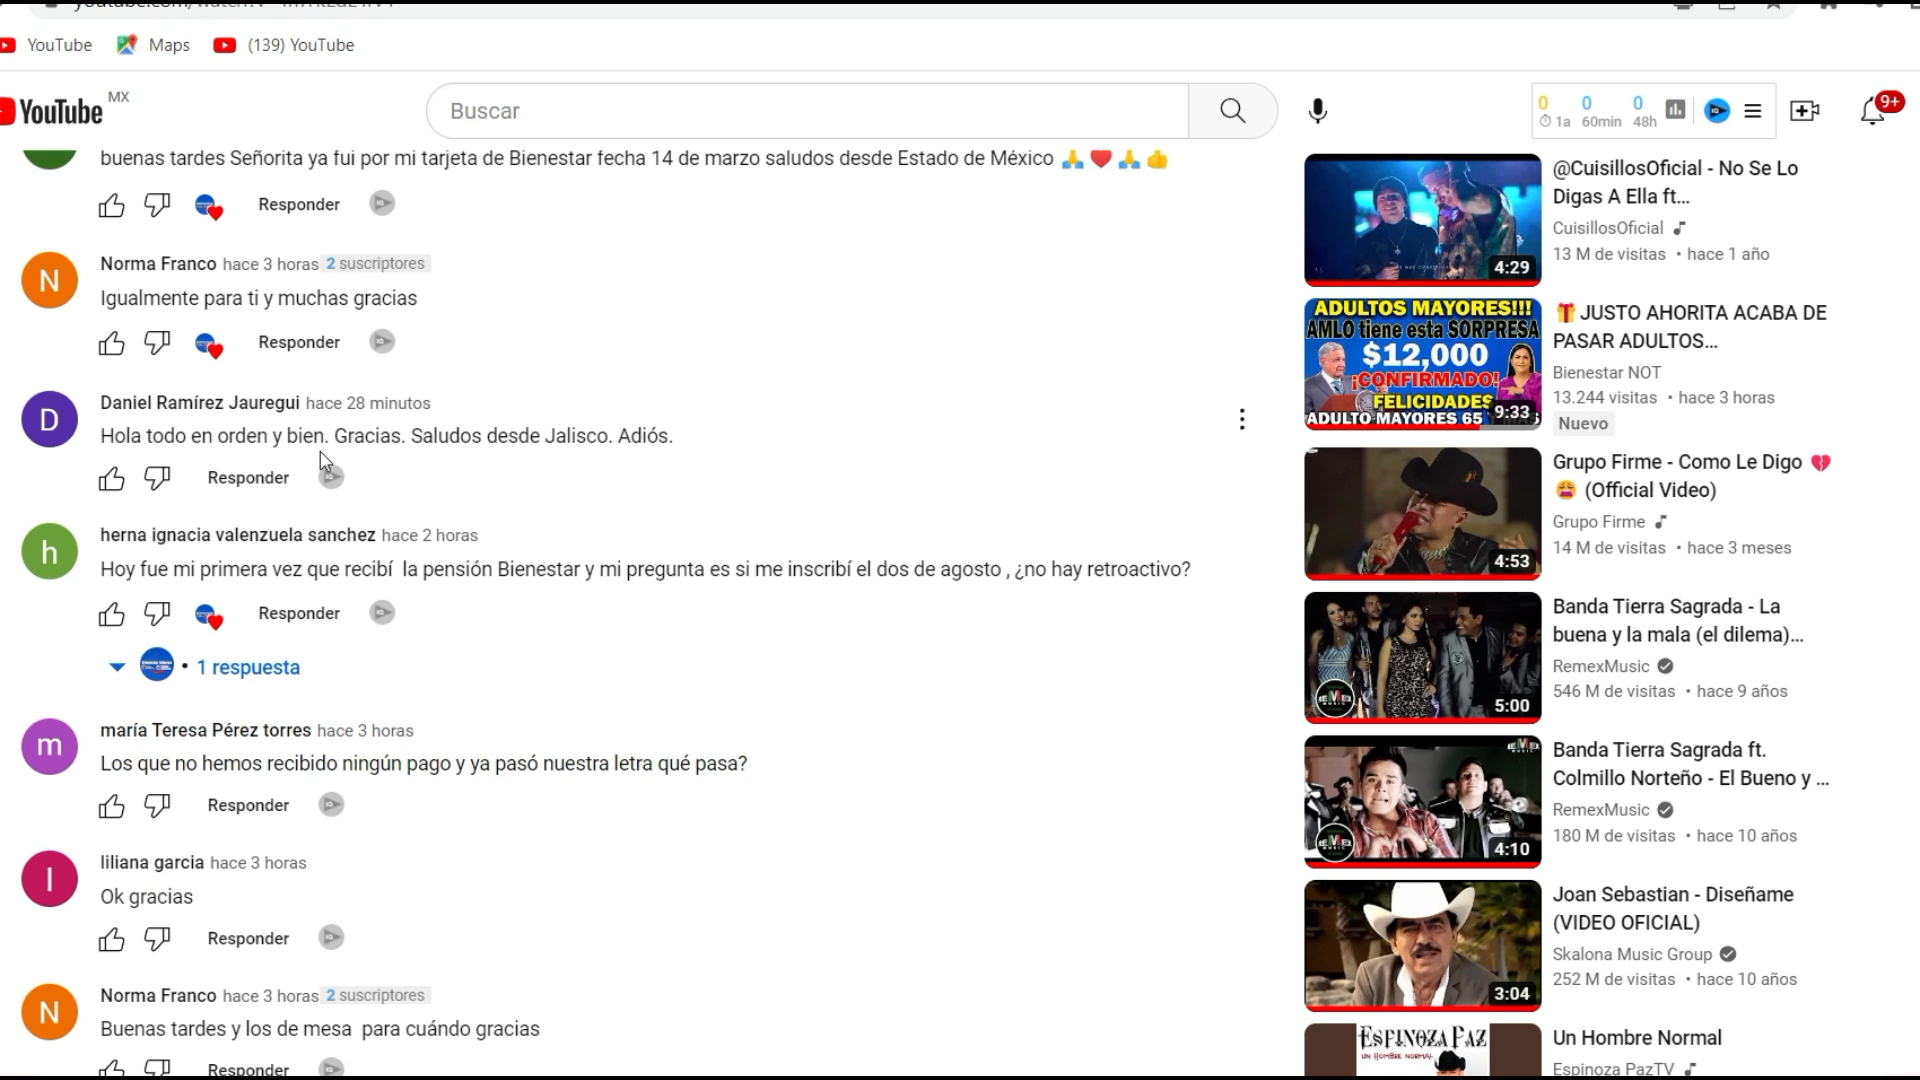 YouTube
Maps
(139) YouTube
YouTube MX
Buscar
0 0 0
1a 60min 48h
9+
buenas tardes Señorita ya fui por mi tarjeta de Bienestar fecha 14 de marzo saludos desde Estado de México 🙏 ❤️ 🙏 👍
Responder
N
Norma Franco hace 3 horas 2 suscriptores
Igualmente para ti y muchas gracias
Responder
D
Daniel Ramírez Jauregui hace 28 minutos
Hola todo en orden y bien. Gracias. Saludos desde Jalisco. Adiós.
Responder
h
herna ignacia valenzuela sanchez hace 2 horas
Hoy fue mi primera vez que recibí la pensión Bienestar y mi pregunta es si me inscribí el dos de agosto , ¿no hay retroactivo?
Responder
• 1 respuesta
m
maría Teresa Pérez torres hace 3 horas
Los que no hemos recibido ningún pago y ya pasó nuestra letra qué pasa?
Responder
l
liliana garcia hace 3 horas
Ok gracias
Responder
N
Norma Franco hace 3 horas 2 suscriptores
Buenas tardes y los de mesa para cuándo gracias
Responder
4:29
@CuisillosOficial - No Se Lo
Digas A Ella ft...
CuisillosOficial
13 M de visitas • hace 1 año
ADULTOS MAYORES!!!
AMLO tiene esta SORPRESA
$12,000
¡CONFIRMADO!
FELICIDADES
ADULTO MAYORES 65
9:33
🎁 JUSTO AHORITA ACABA DE
PASAR ADULTOS...
Bienestar NOT
13.244 visitas • hace 3 horas
Nuevo
4:53
Grupo Firme - Como Le Digo 💔
😩 (Official Video)
Grupo Firme
14 M de visitas • hace 3 meses
5:00
Banda Tierra Sagrada - La
buena y la mala (el dilema)...
RemexMusic
546 M de visitas • hace 9 años
4:10
Banda Tierra Sagrada ft.
Colmillo Norteño - El Bueno y ...
RemexMusic
180 M de visitas • hace 10 años
3:04
Joan Sebastian - Diseñame
(VIDEO OFICIAL)
Skalona Music Group
252 M de visitas • hace 10 años
ESPINOZA PAZ
UN HOMBRE NORMAL
Un Hombre Normal
Espinoza PazTV